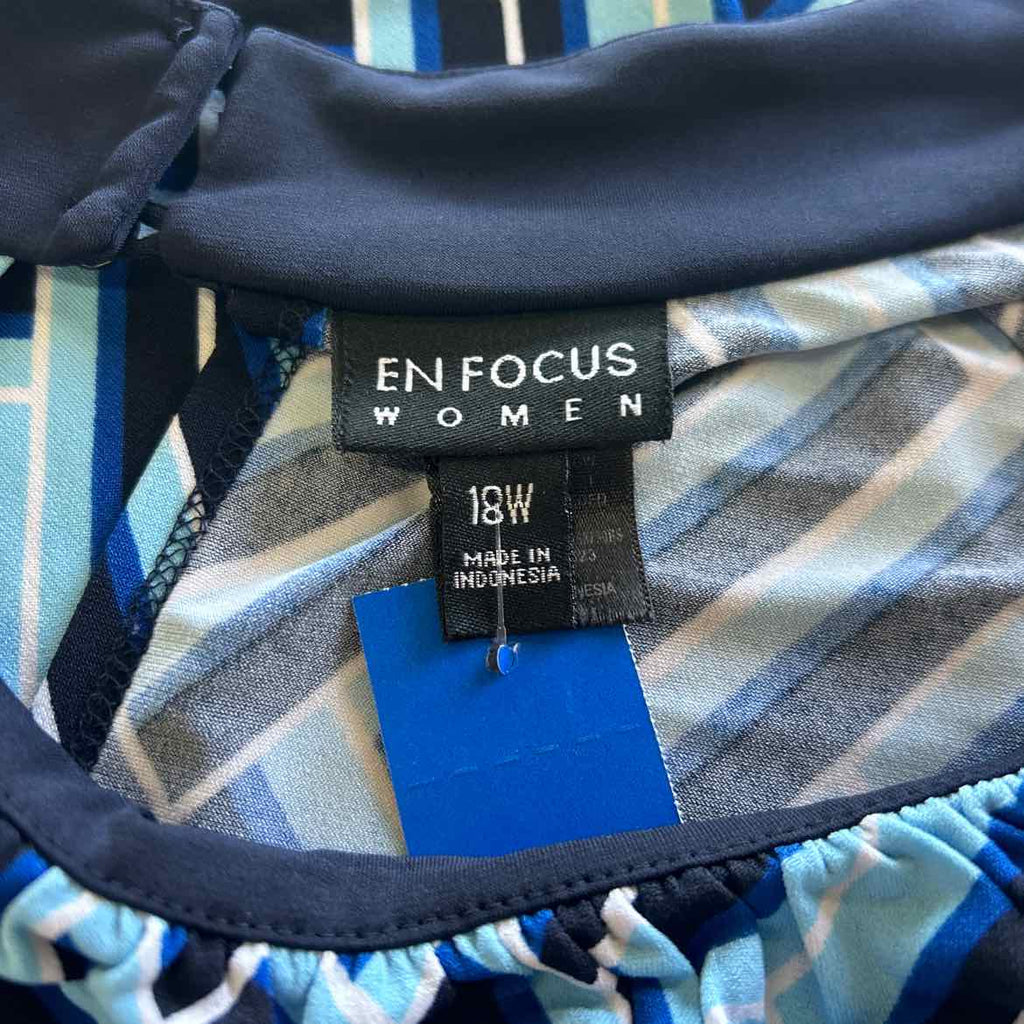 EN FOCUS
WOMEN
18W
MADE IN
INDONESIA